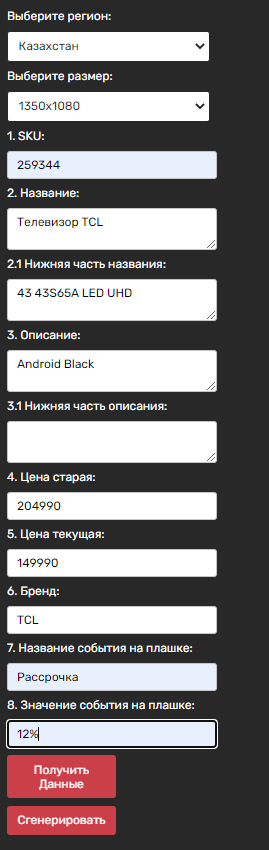 Выберите регион:
Казахстан
Выберите размер:
1350x1080
1. SKU:
259344
2. Название:
Телевизор TCL
2.1 Нижняя часть названия:
43 43S65A LED UHD
3. Описание:
Android Black
3.1 Нижняя часть описания:
4. Цена старая:
204990
5. Цена текущая:
149990
6. Бренд:
TCL
7. Название события на плашке:
Рассрочка
8. Значение события на плашке:
12%
Получить
Данные
Сгенерировать